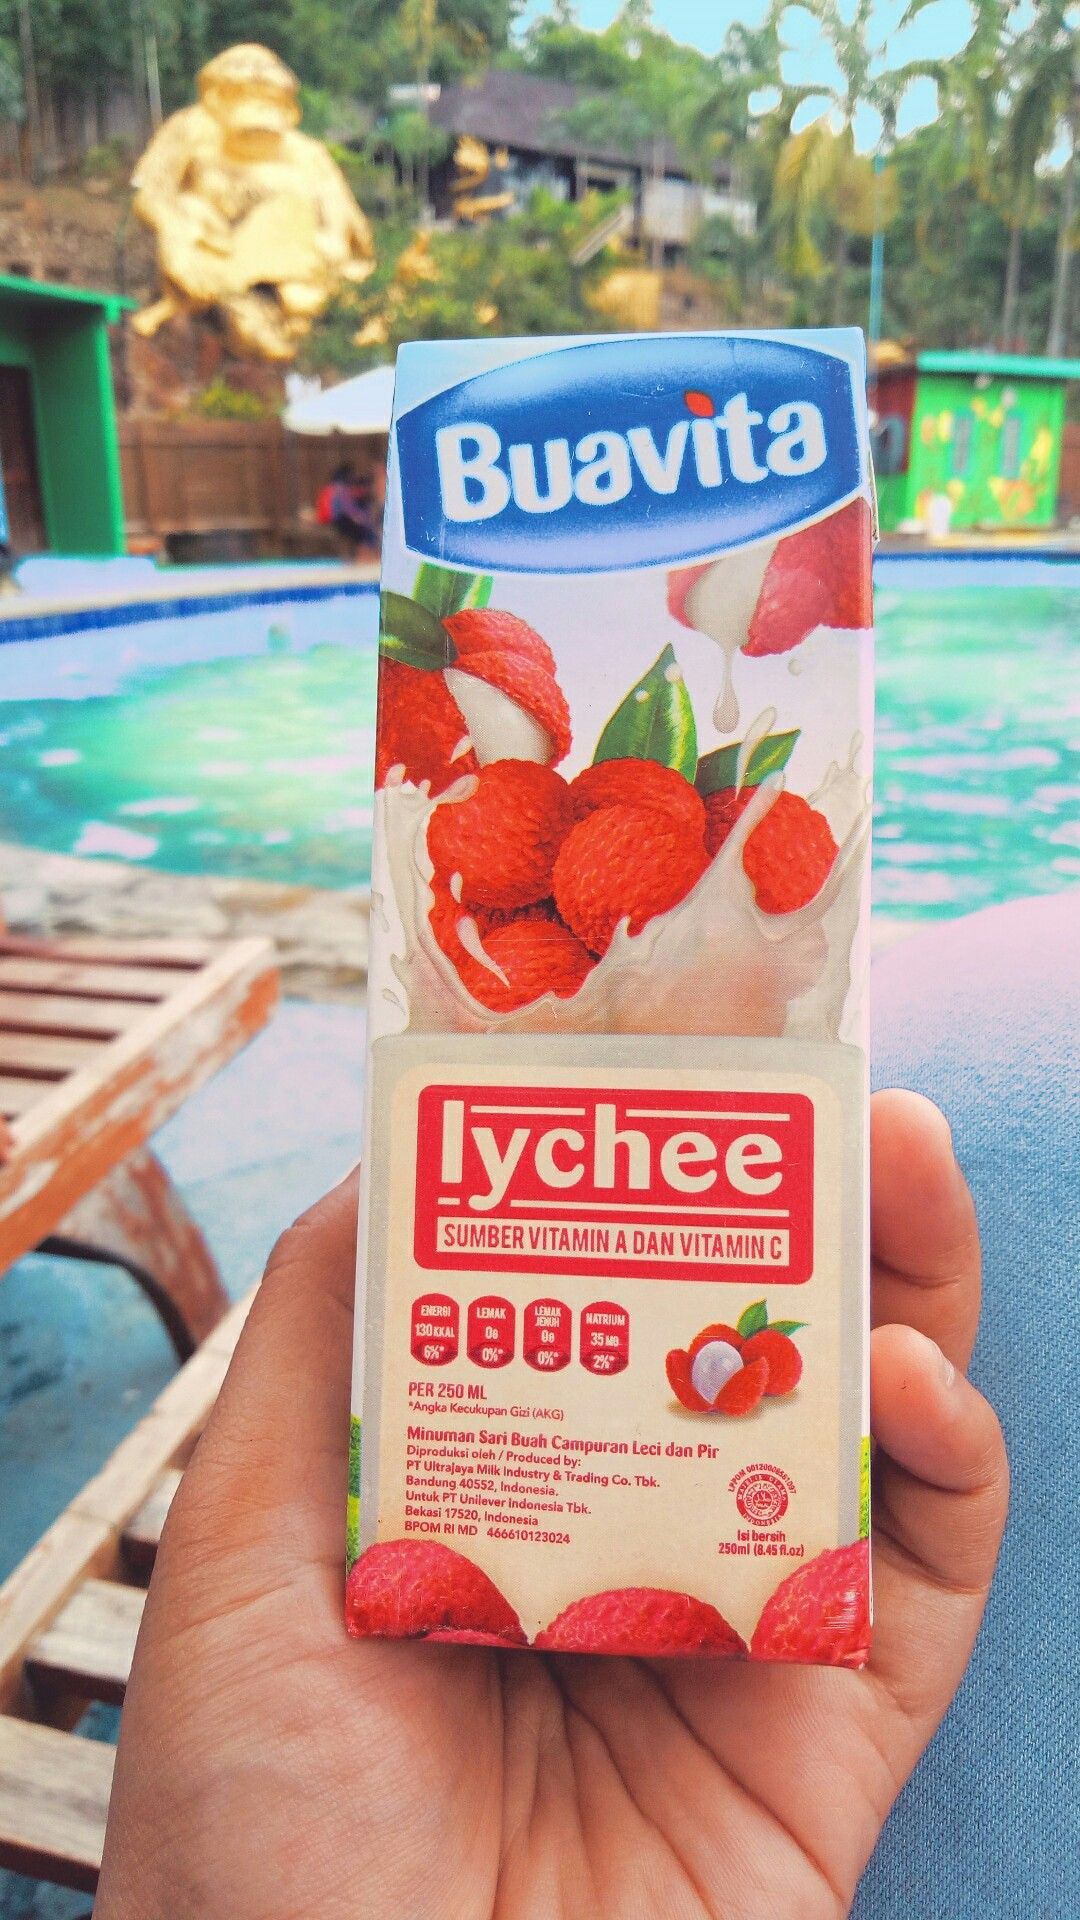 Buavita
lychee
SUMBER VITAMIN A DAN VITAMIN C
ENERGI LEMAK LEMAK JENUH NATRIUM
130 KKAL 0g 0g 35 MG
6%* 0%* 0%* 2%*
PER 250 ML
*Angka Kecukupan Gizi (AKG)
Minuman Sari Buah Campuran Leci dan Pir
Diproduksi oleh / Produced by:
PT Ultrajaya Milk Industry & Trading Co. Tbk.
Bandung 40552, Indonesia.
Untuk PT Unilever Indonesia Tbk.
Bekasi 17520, Indonesia
BPOM RI MD 466610123024
Isi bersih
250ml (8.45 fl.oz)